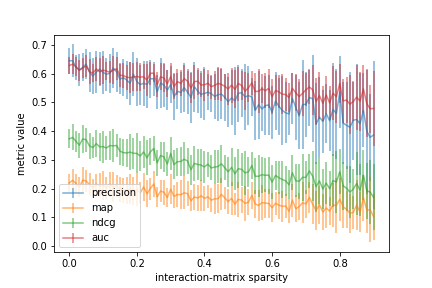 0.7
0.6
0.5
0.4
0.3
0.2
0.1
0.0
metric value
precision
map
ndcg
auc
0.0 0.2 0.4 0.6 0.8
interaction-matrix sparsity